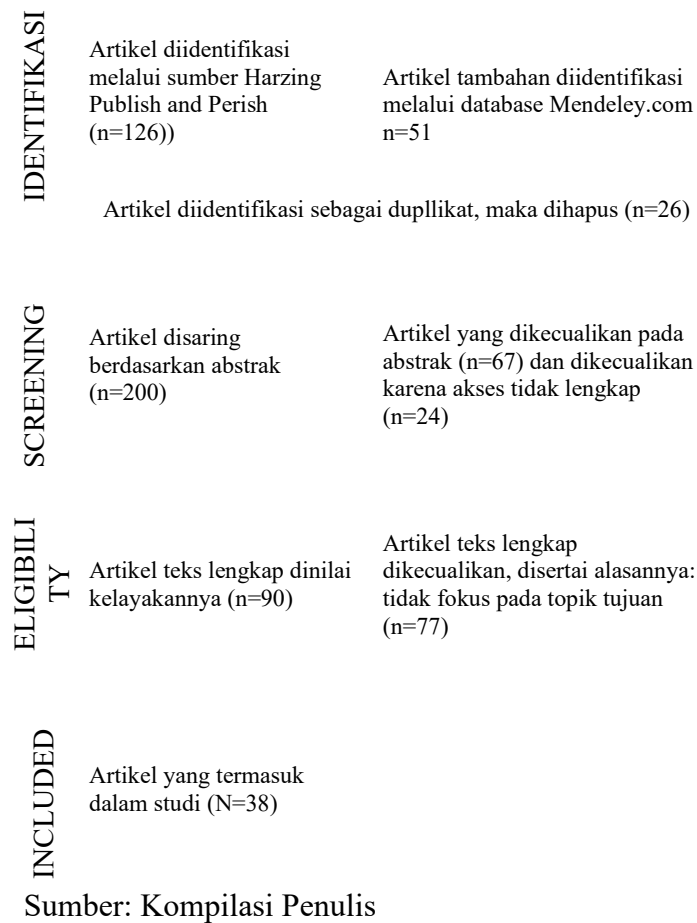 IDENTIFIKASI
Artikel diidentifikasi
melalui sumber Harzing
Publish and Perish
(n=126))
Artikel tambahan diidentifikasi
melalui database Mendeley.com
n=51
Artikel diidentifikasi sebagai dupllikat, maka dihapus (n=26)
SCREENING
Artikel disaring
berdasarkan abstrak
(n=200)
Artikel yang dikecualikan pada
abstrak (n=67) dan dikecualikan
karena akses tidak lengkap
(n=24)
ELIGIBILI
TY
Artikel teks lengkap dinilai
kelayakannya (n=90)
Artikel teks lengkap
dikecualikan, disertai alasannya:
tidak fokus pada topik tujuan
(n=77)
INCLUDED
Artikel yang termasuk
dalam studi (N=38)
Sumber: Kompilasi Penulis